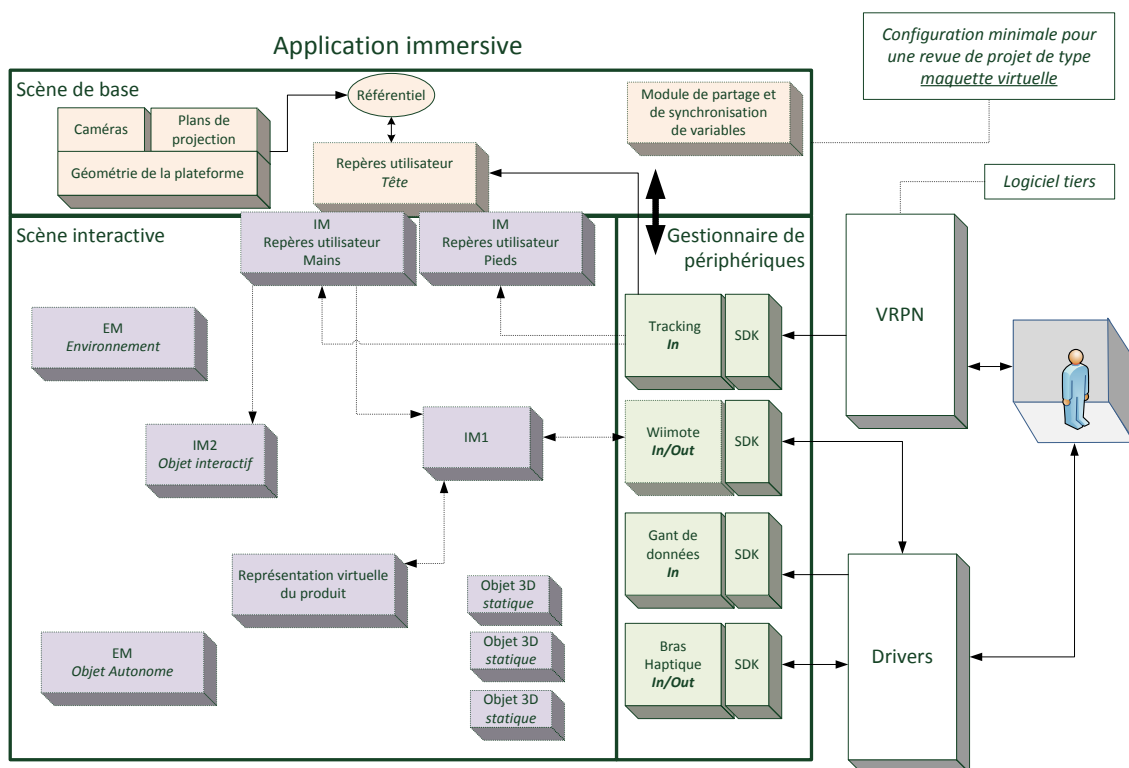 Application immersive
Configuration minimale pour
une revue de projet de type
maquette virtuelle
Scène de base
Référentiel
Caméras
Plans de
projection
Géométrie de la plateforme
Repères utilisateur
Tête
Module de partage et
de synchronisation
de variables
Logiciel tiers
Scène interactive
IM
Repères utilisateur
Mains
IM
Repères utilisateur
Pieds
Gestionnaire de
périphériques
EM
Environnement
Tracking
In
SDK
VRPN
IM2
Objet interactif
IM1
Wiimote
In/Out
SDK
Gant de
données
In
SDK
Représentation virtuelle
du produit
Objet 3D
statique
Objet 3D
statique
Objet 3D
statique
EM
Objet Autonome
Bras
Haptique
In/Out
SDK
Drivers